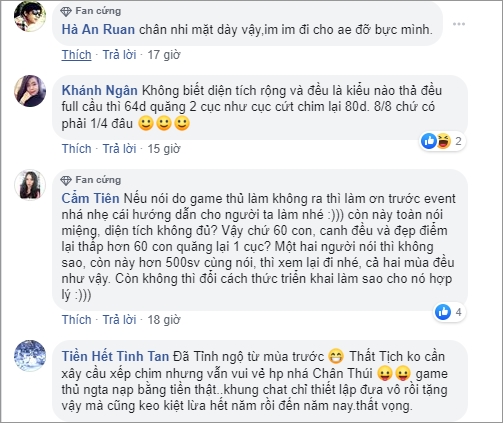 Fan cứng
Hà An Ruan chân nhi mặt dày vậy,im im đi cho ae đỡ bực mình.
Thích · Trả lời · 17 giờ
Khánh Ngân Không biết diện tích rộng và đều là kiểu nào thả đều
full cầu thì 64d quăng 2 cục như cục cứt chim lại 80d. 8/8 chứ có
phải 1/4 đâu
2
Thích · Trả lời · 15 giờ
Fan cứng
Cẩm Tiên Nếu nói do game thủ làm không ra thì làm ơn trước event
nhá nhẹ cái hướng dẫn cho người ta làm nhé :))) còn này toàn nói
miệng, diện tích không đủ? Vậy chứ 60 con, canh đều và đẹp điểm
lại thấp hơn 60 con quăng lại 1 cục? Một hai người nói thì không
sao, còn này hơn 500sv cùng nói, thì xem lại đi nhé, cả hai mùa đều
như vậy. Còn không thì đổi cách thức triển khai làm sao cho nó hợp
lý :)))
4
Thích · Trả lời · 18 giờ
Tiền Hết Tình Tan Đã Tỉnh ngộ từ mùa trước Thất Tịch ko cần
xây cầu xếp chim nhưng vẫn vui vẻ hp nhá Chân Thúi game
thủ ngta nạp bằng tiền thật..khung chat chỉ thiết lập đưa vô rồi tặng
vậy mà cũng keo kiệt lừa hết năm rồi đến năm nay.thất vọng.